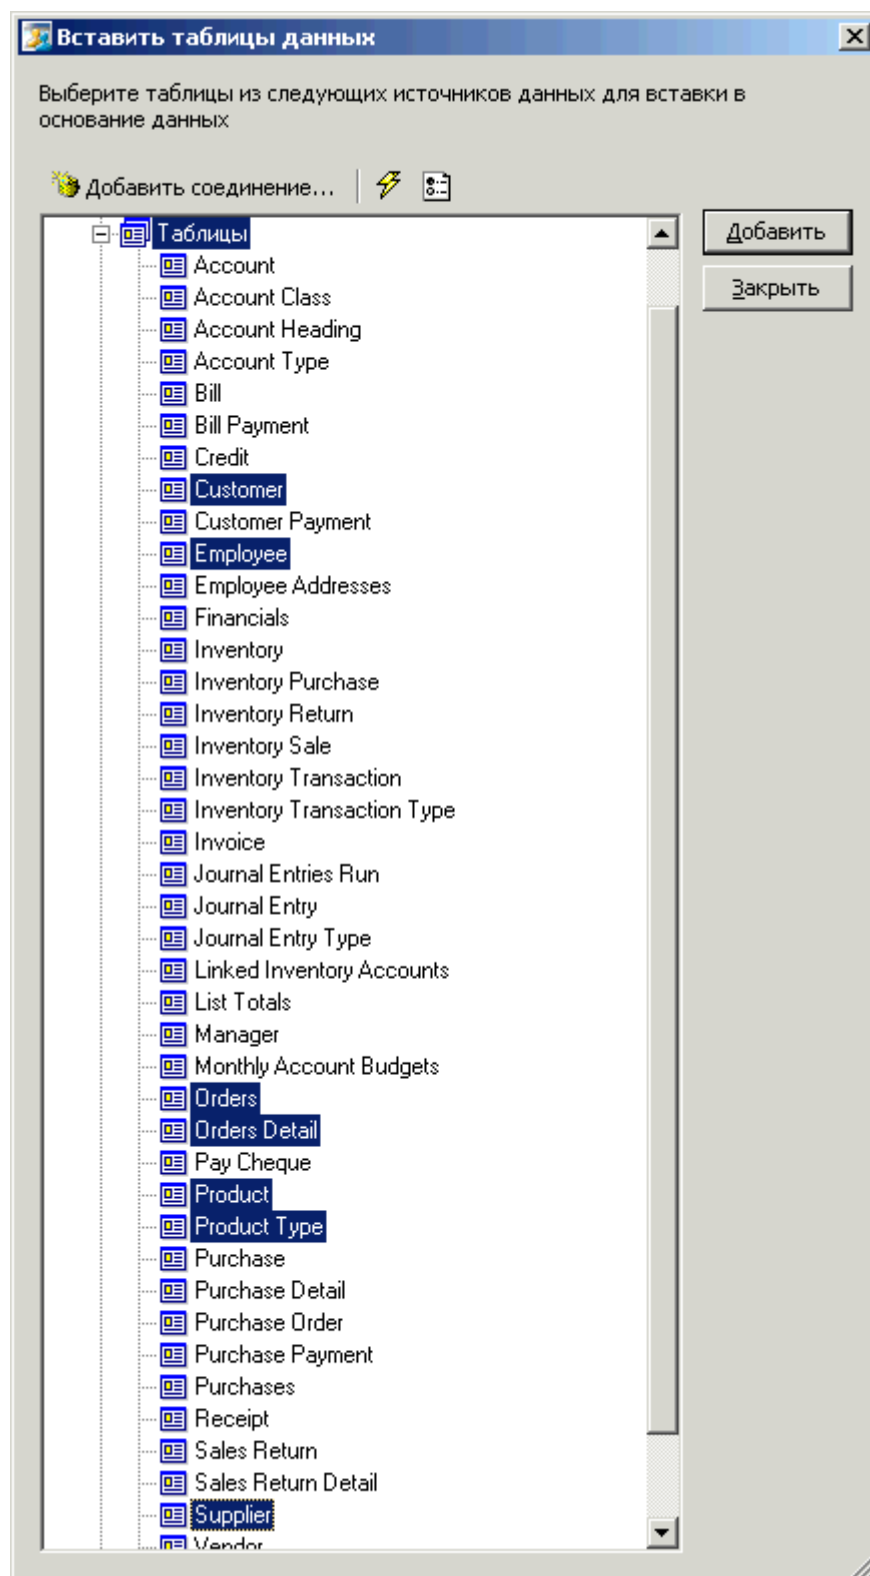 Вставить таблицы данных
Выберите таблицы из следующих источников данных для вставки в
основание данных
Добавить соединение...
Таблицы
Добавить
Account
Закрыть
Account Class
Account Heading
Account Type
Bill
Bill Payment
Credit
Customer
Customer Payment
Employee
Employee Addresses
Financials
Inventory
Inventory Purchase
Inventory Return
Inventory Sale
Inventory Transaction
Inventory Transaction Type
Invoice
Journal Entries Run
Journal Entry
Journal Entry Type
Linked Inventory Accounts
List Totals
Manager
Monthly Account Budgets
Orders
Orders Detail
Pay Cheque
Product
Product Type
Purchase
Purchase Detail
Purchase Order
Purchase Payment
Purchases
Receipt
Sales Return
Sales Return Detail
Supplier
Vendor